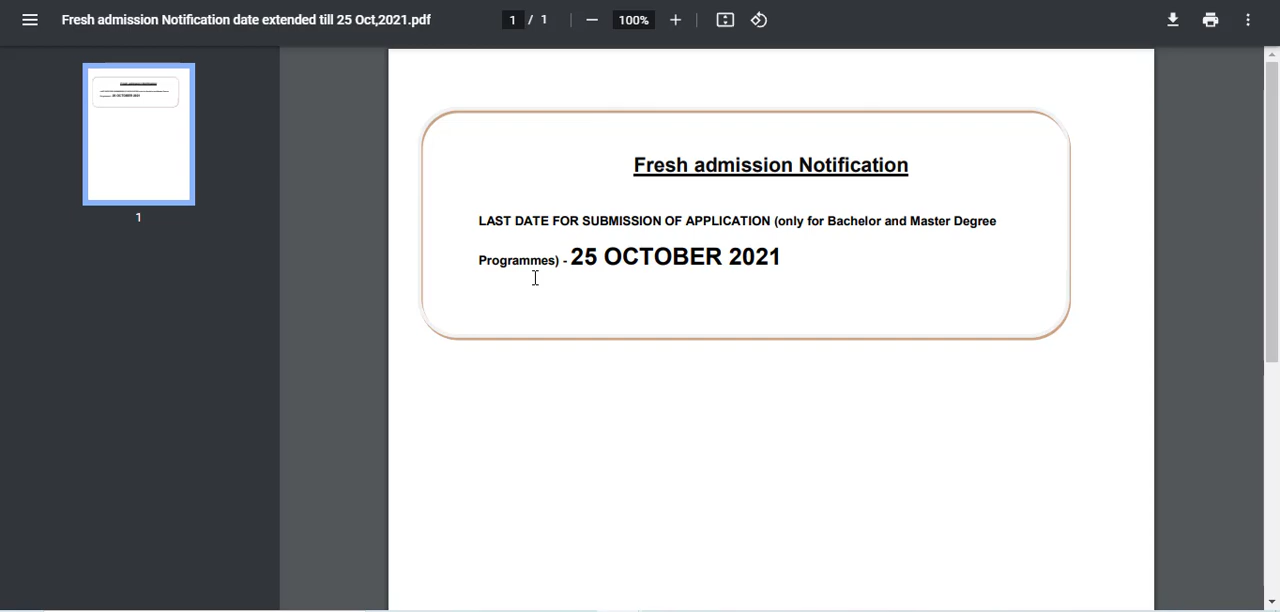 Fresh admission Notification date extended till 25 Oct,2021.pdf
1 / 1
100%
1
Fresh admission Notification
LAST DATE FOR SUBMISSION OF APPLICATION (only for Bachelor and Master Degree
Programmes) - 25 OCTOBER 2021